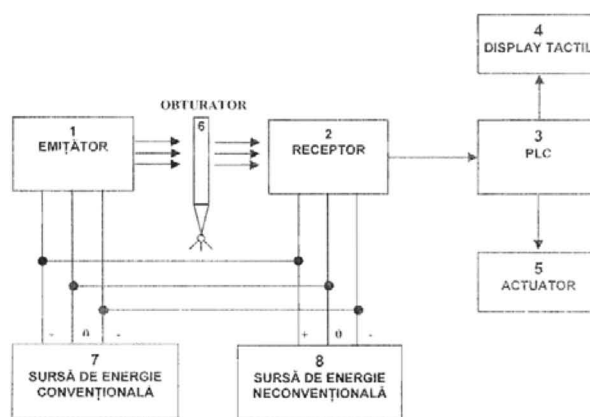 4
DISPLAY TACTIL
OBTURATOR
1
EMIȚĂTOR
6
2
RECEPTOR
3
PLC
5
ACTUATOR
- 0 -
+ 0 -
7
SURSĂ DE ENERGIE
CONVENȚIONALĂ
8
SURSĂ DE ENERGIE
NECONVENȚIONALĂ